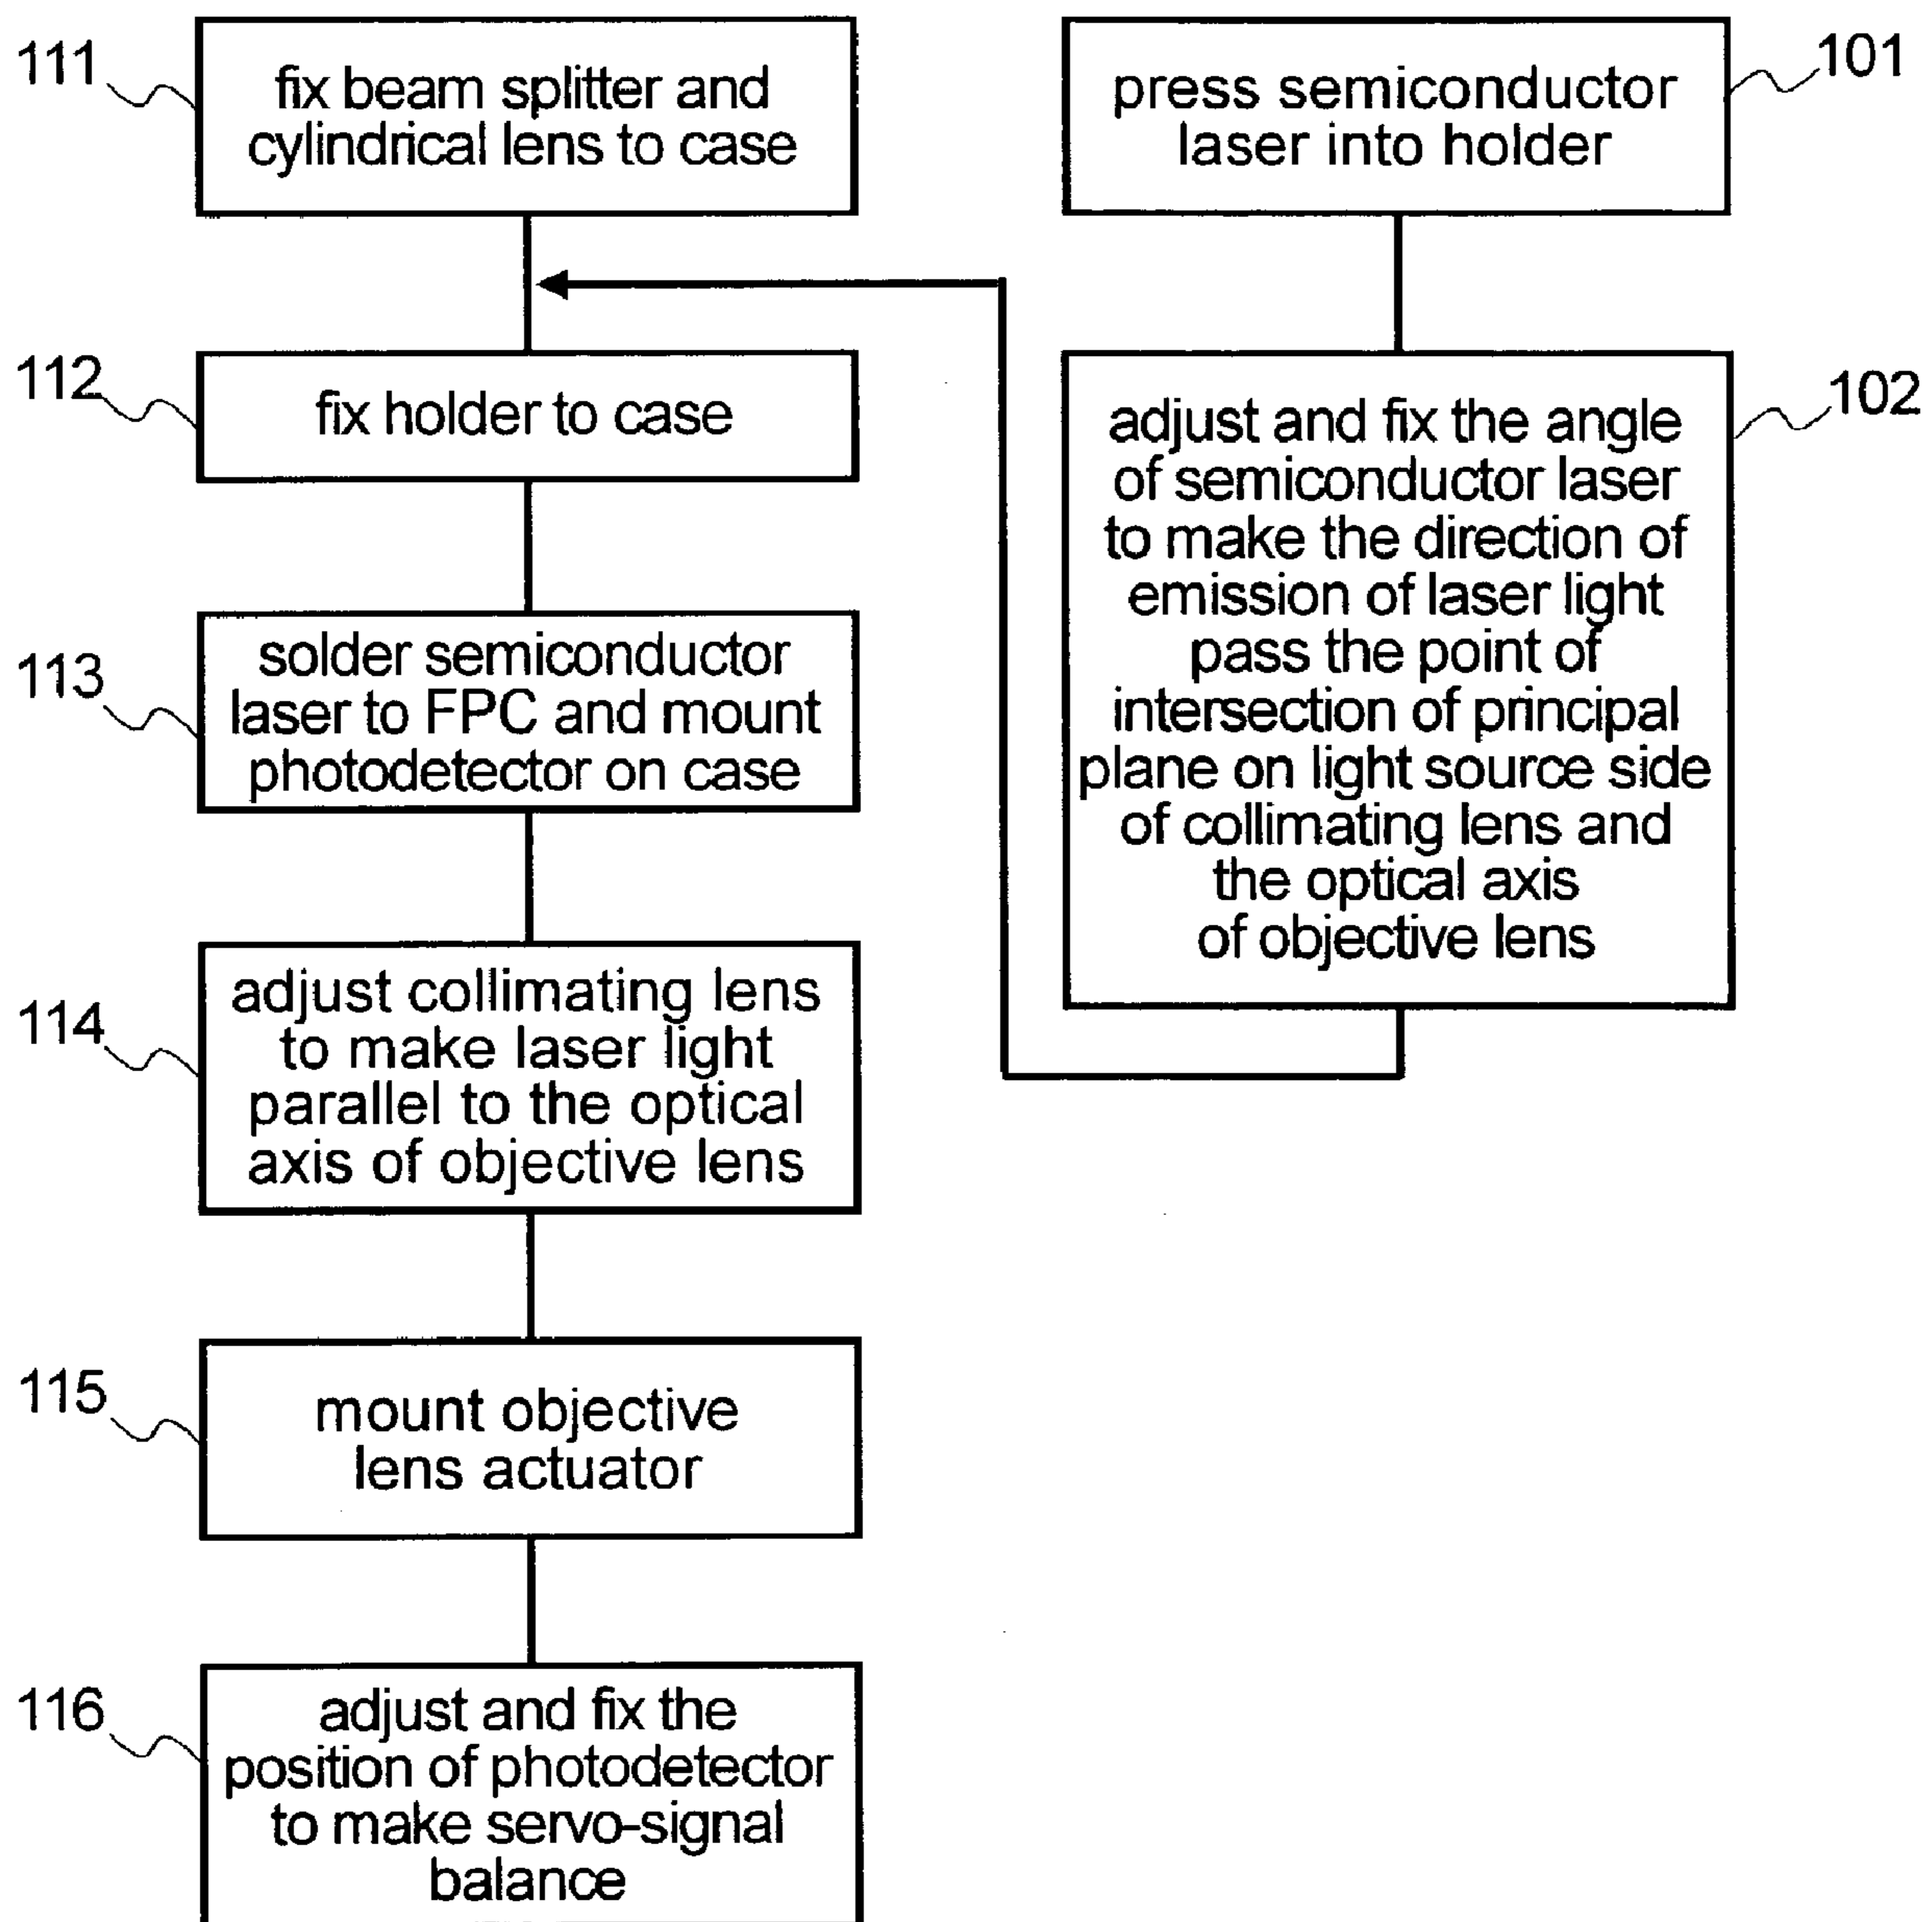 111
fix beam splitter and
cylindrical lens to case
112
fix holder to case
113
solder semiconductor
laser to FPC and mount
photodetector on case
114
adjust collimating lens
to make laser light
parallel to the optical
axis of objective lens
115
mount objective
lens actuator
116
adjust and fix the
position of photodetector
to make servo-signal
balance
101
press semiconductor
laser into holder
102
adjust and fix the angle
of semiconductor laser
to make the direction of
emission of laser light
pass the point of
intersection of principal
plane on light source side
of collimating lens and
the optical axis
of objective lens